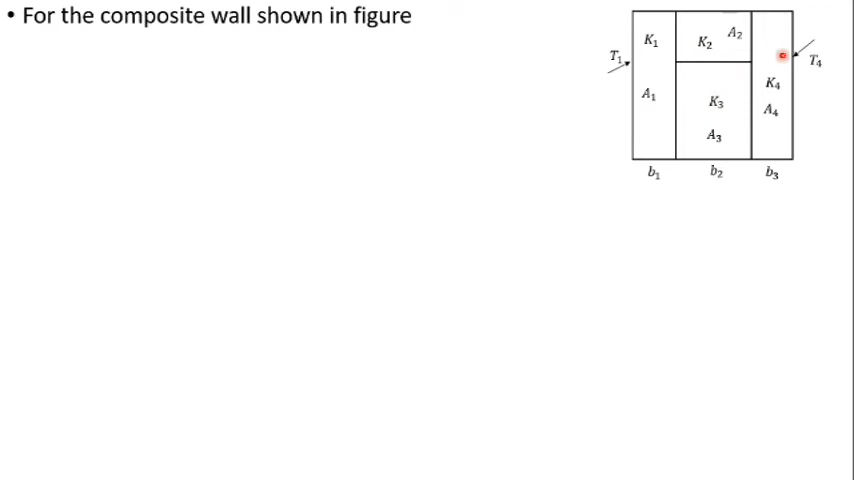 • For the composite wall shown in figure
K₁ K₂ A₂
T₁ T₄
A₁ K₃ K₄
A₃ A₄
b₁ b₂ b₃